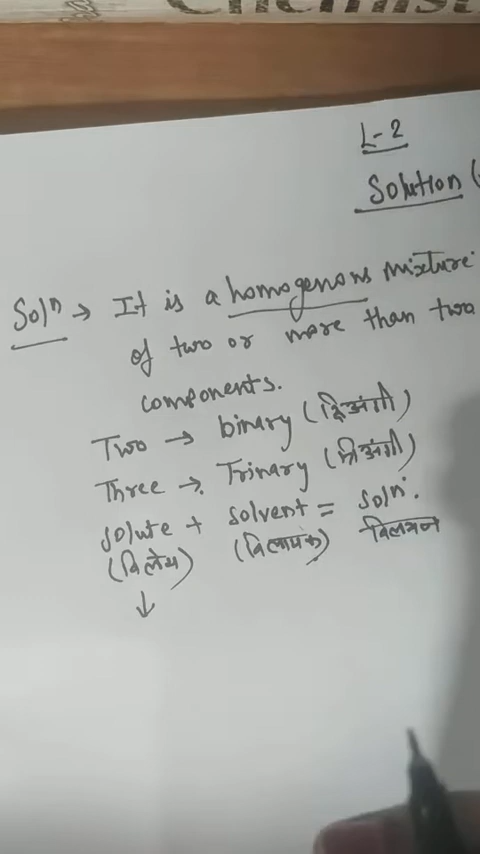 Chemist
L-2
Solution (
Solⁿ → It is a homogenous mixture
of two or more than two
components.
Two → binary (द्विअंगी)
Three → Trinary (त्रिअंगी)
solute + solvent = solⁿ.
(विलेय) (विलायक) विलयन
↓